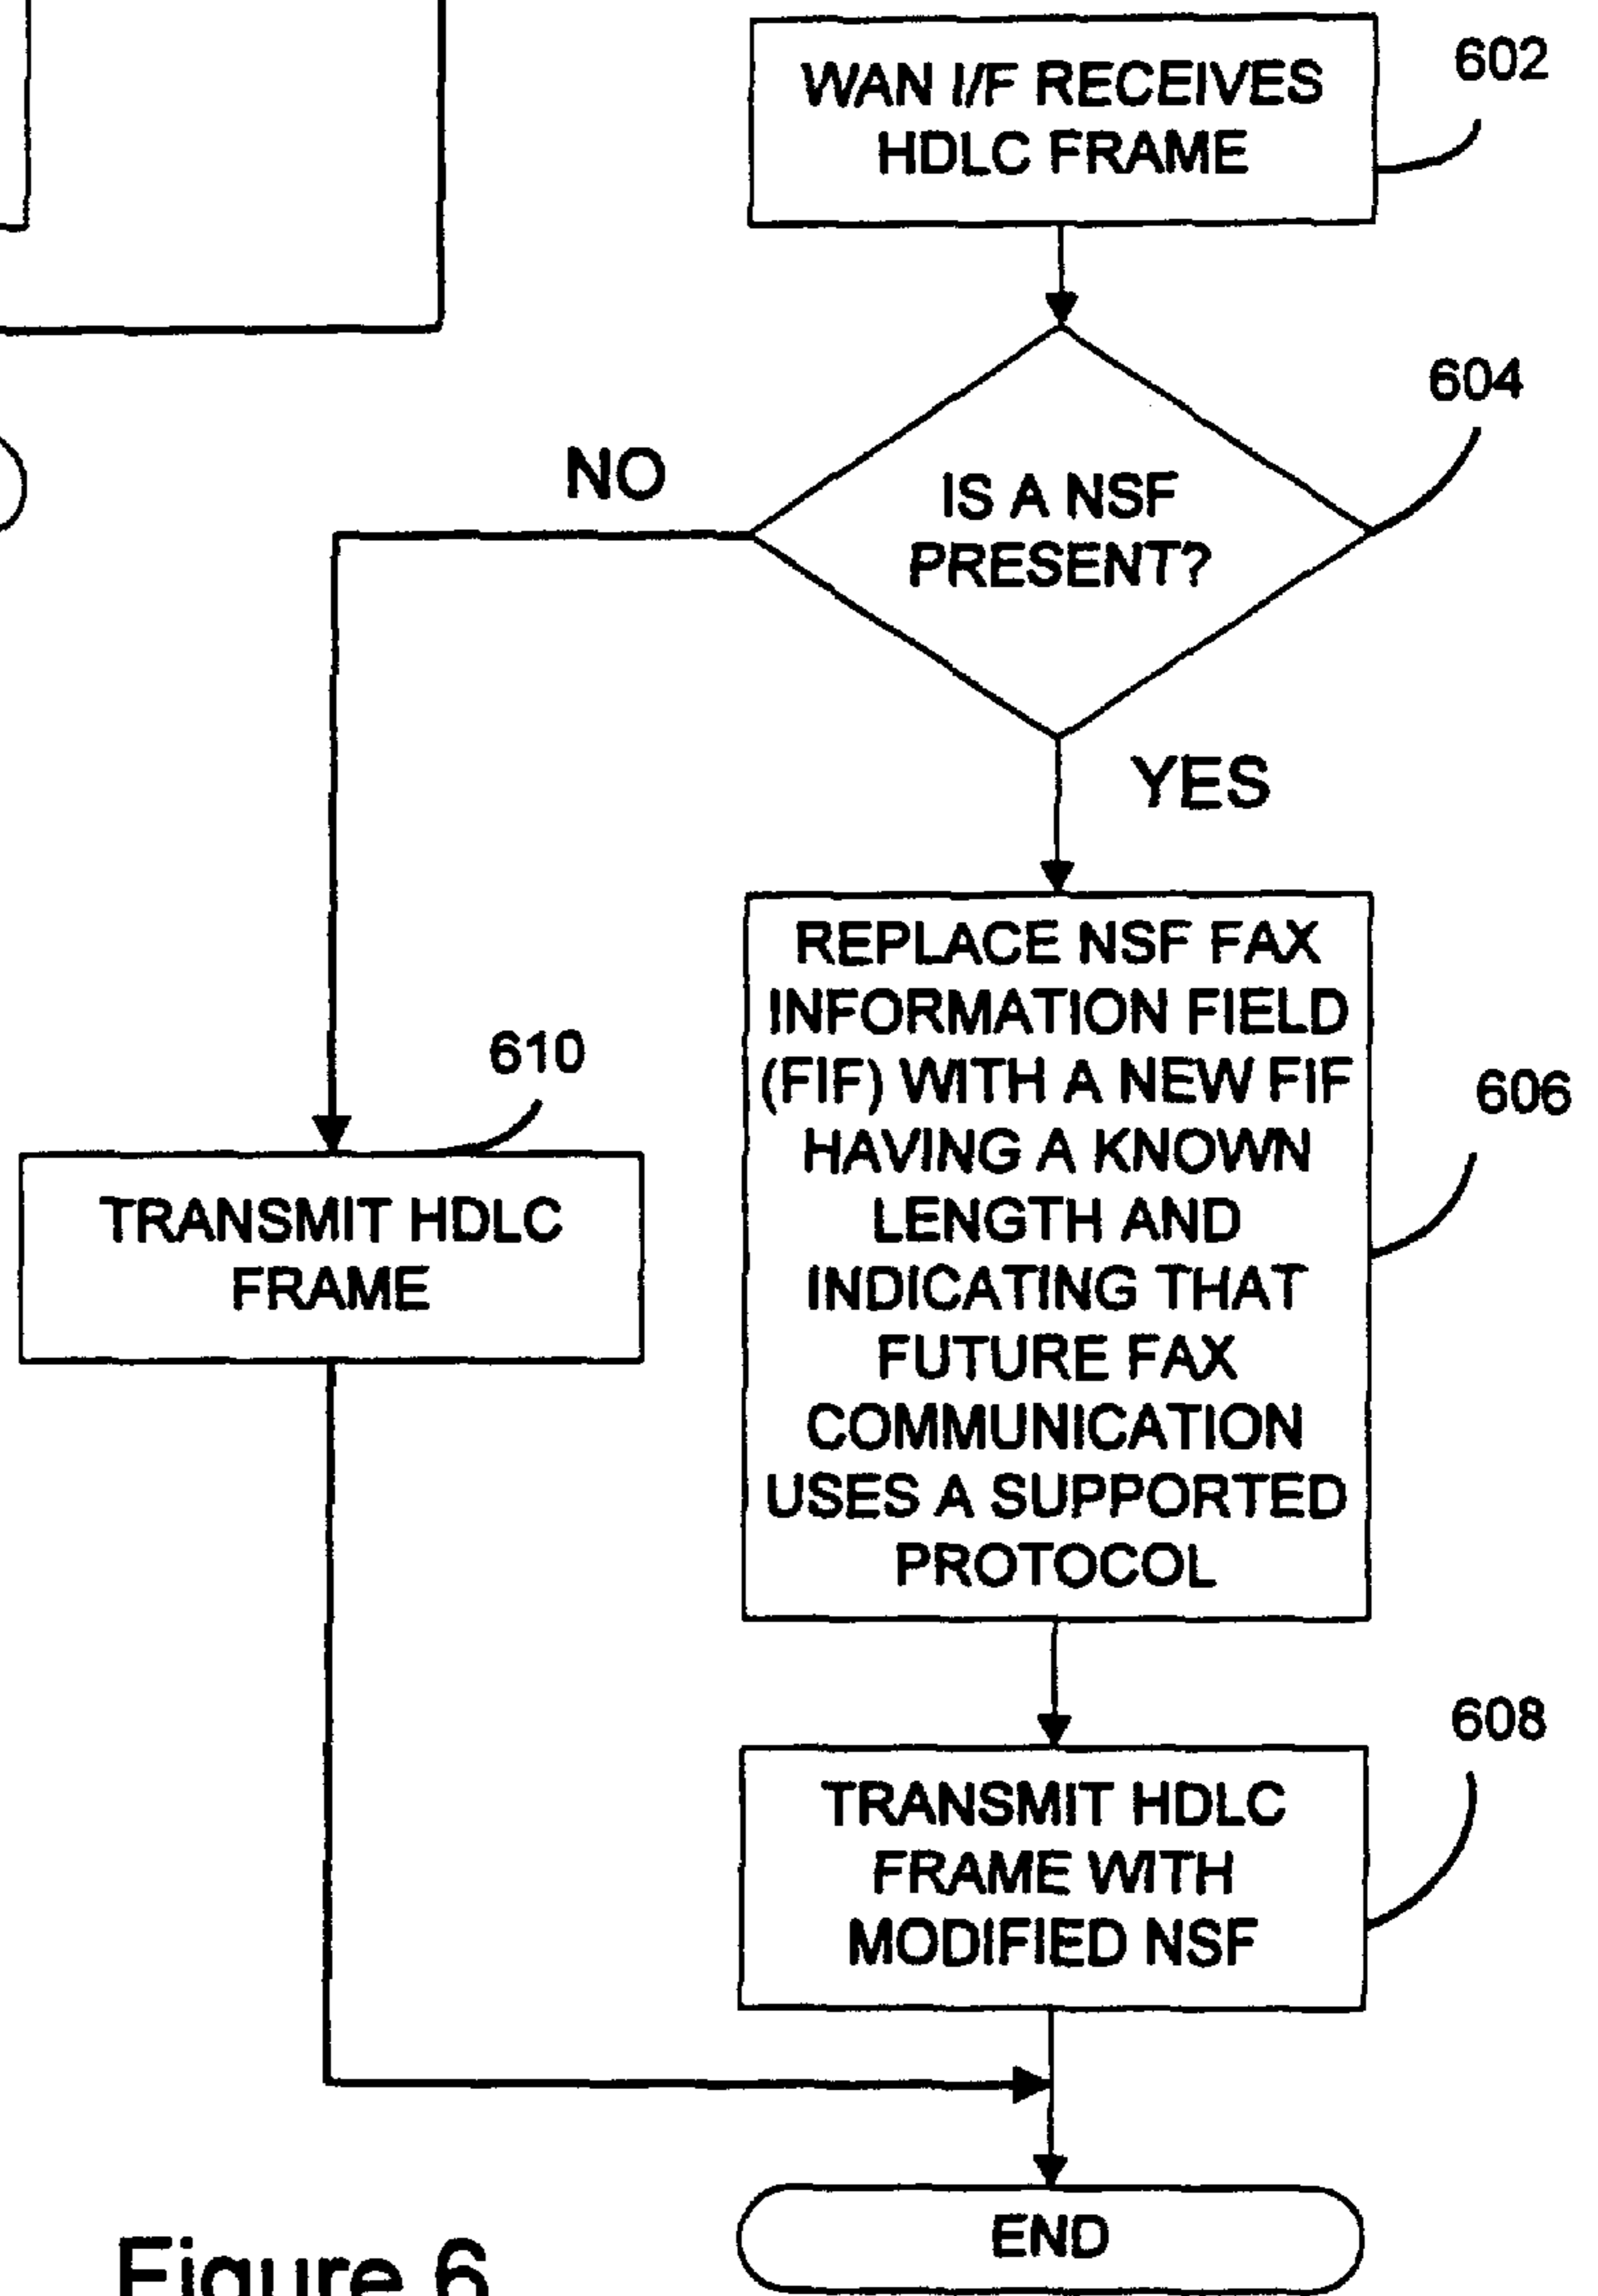 WAN I/F RECEIVES
HDLC FRAME
602
604
IS A NSF
PRESENT?
NO
YES
REPLACE NSF FAX
INFORMATION FIELD
(FIF) WITH A NEW FIF
HAVING A KNOWN
LENGTH AND
INDICATING THAT
FUTURE FAX
COMMUNICATION
USES A SUPPORTED
PROTOCOL
606
610
TRANSMIT HDLC
FRAME
608
TRANSMIT HDLC
FRAME WITH
MODIFIED NSF
END
Figure 6